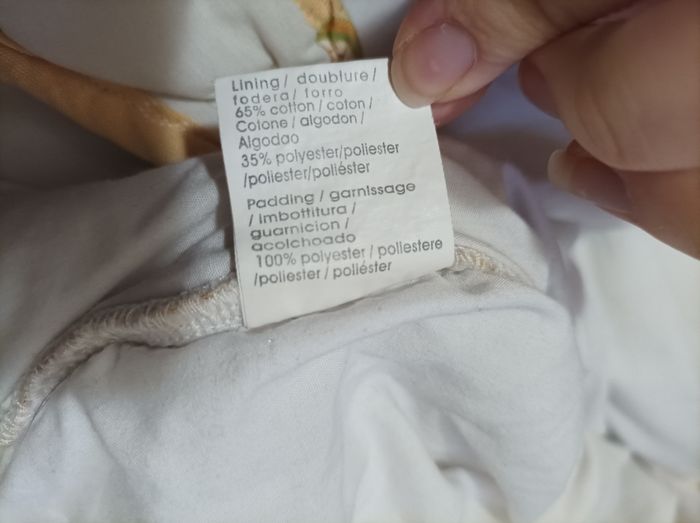 Lining / doublure /
fodera / forro
65% cotton / coton /
Cotone / algodon /
Algodao
35% polyester/poliester
/poliester/poliéster
Padding / garnissage
/ imbottitura /
guarnicion /
acolchoado
100% polyester / poliestere
/poliester / poliéster